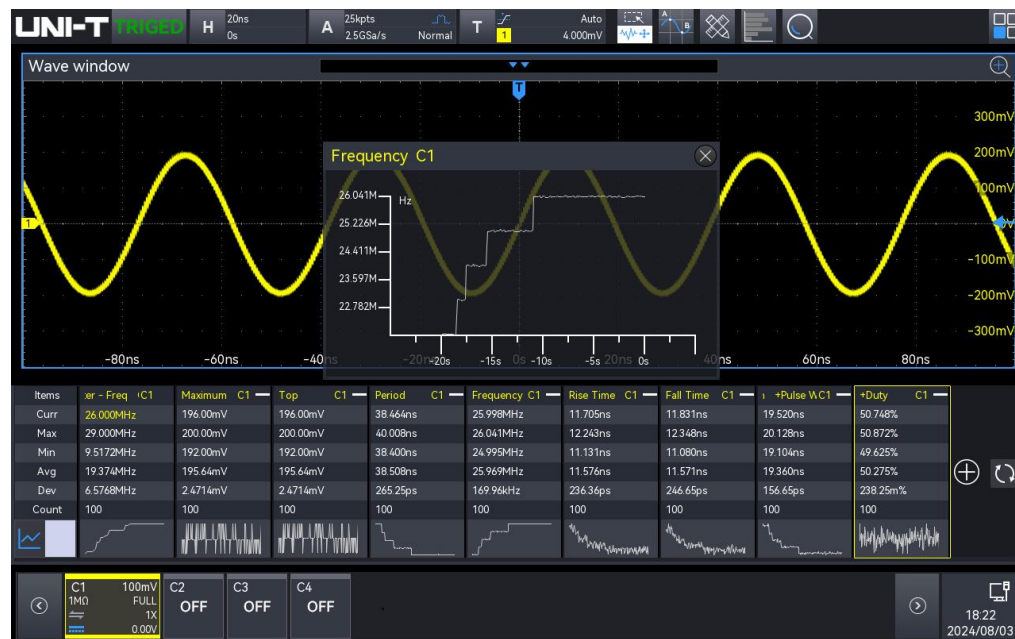 UNI-T TRIGED H 20ns 0s A 25kpts 2.5GSa/s Normal T 1 Auto 4.000mV A B
Wave window
T
300mV
200mV
Frequency C1
100mV
26.041M Hz
1
25.226M
0V
24.411M
-100mV
23.597M
-200mV
22.782M
-300mV
-80ns -60ns -40ns -20ns 0s 20ns 40ns 60ns 80ns
-20s -15s -10s -5s 0s
Items er - Freq C1 Maximum C1 Top C1 Period C1 Frequency C1 Rise Time C1 Fall Time C1 +Pulse W C1 +Duty C1
Curr 26.000MHz 196.00mV 196.00mV 38.464ns 25.998MHz 11.705ns 11.831ns 19.520ns 50.748%
Max 29.000MHz 200.00mV 200.00mV 40.008ns 26.041MHz 12.243ns 12.348ns 20.128ns 50.872%
Min 9.5172MHz 192.00mV 192.00mV 38.400ns 24.995MHz 11.131ns 11.080ns 19.104ns 49.625%
Avg 19.374MHz 195.64mV 195.64mV 38.508ns 25.969MHz 11.576ns 11.571ns 19.360ns 50.275%
Dev 6.5768MHz 2.4714mV 2.4714mV 265.25ps 169.96kHz 236.36ps 246.65ps 156.65ps 238.25m%
Count 100 100 100 100 100 100 100 100 100
C1 100mV C2 C3 C4
1MΩ FULL OFF OFF OFF
1X
0.00V
18:22
2024/08/03